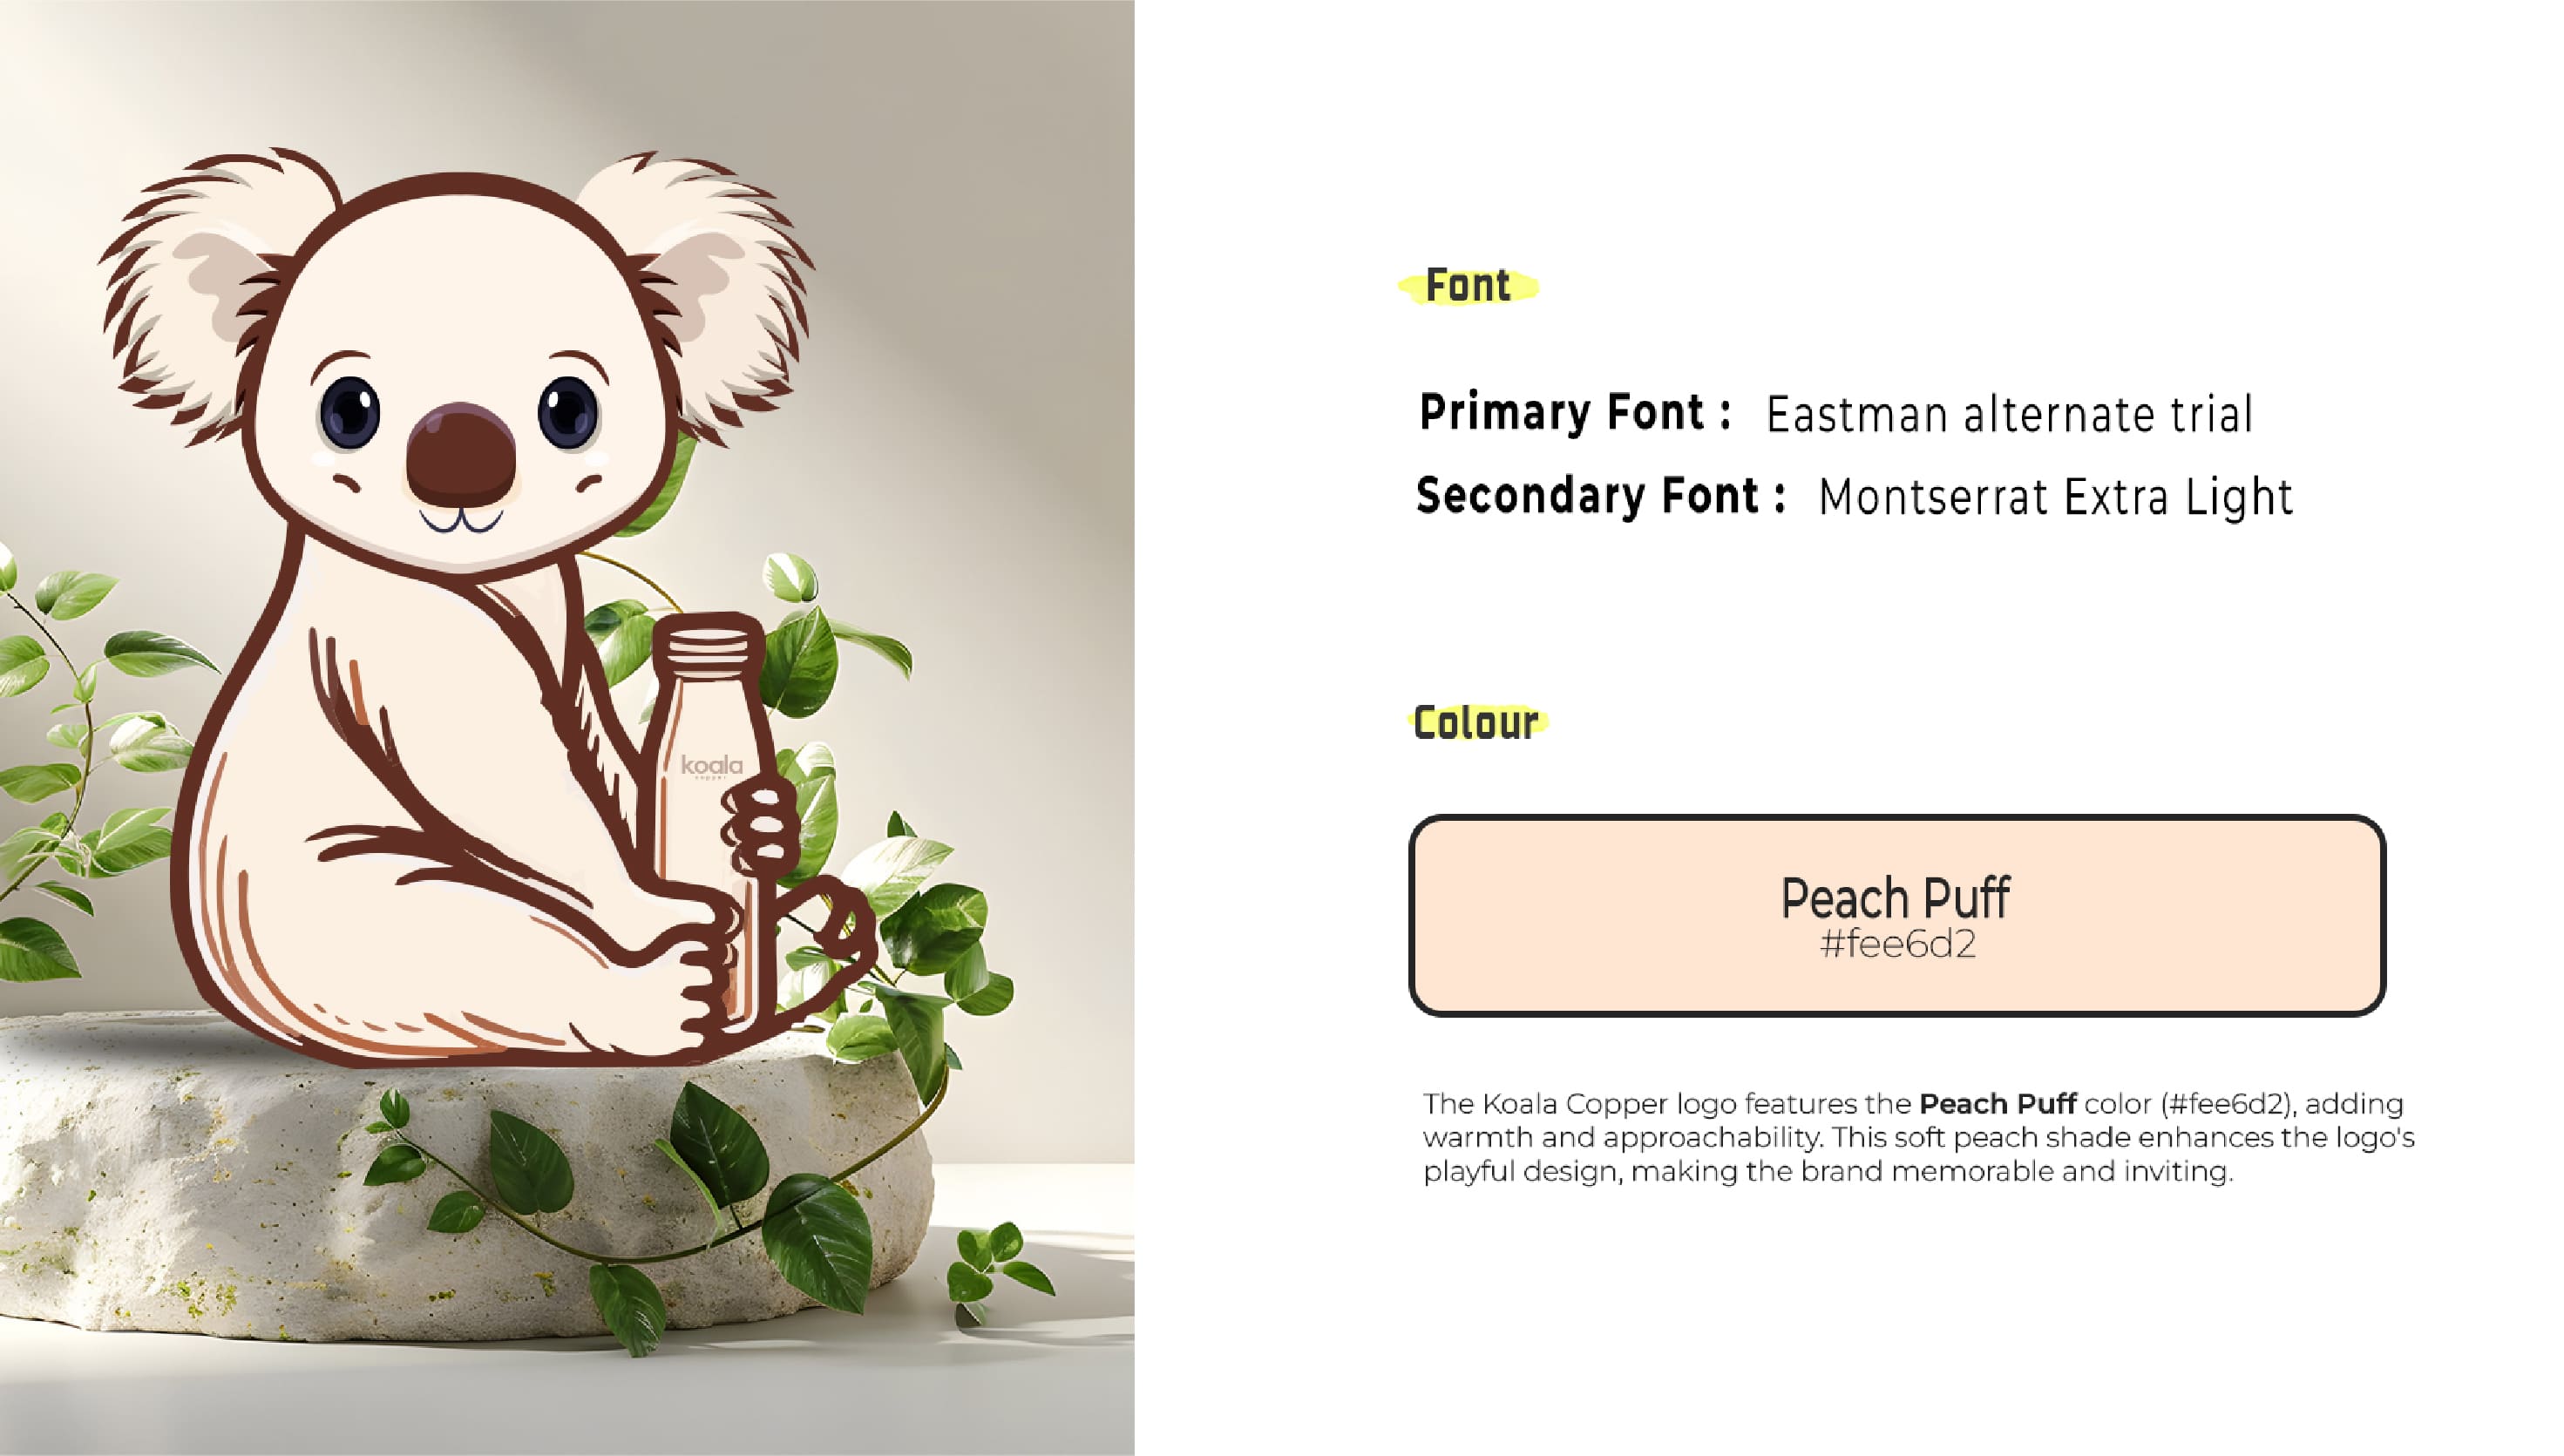 koala
copper
Font
Primary Font : Eastman alternate trial
Secondary Font : Montserrat Extra Light
Colour
Peach Puff
#fee6d2
The Koala Copper logo features the Peach Puff color (#fee6d2), adding
warmth and approachability. This soft peach shade enhances the logo's
playful design, making the brand memorable and inviting.